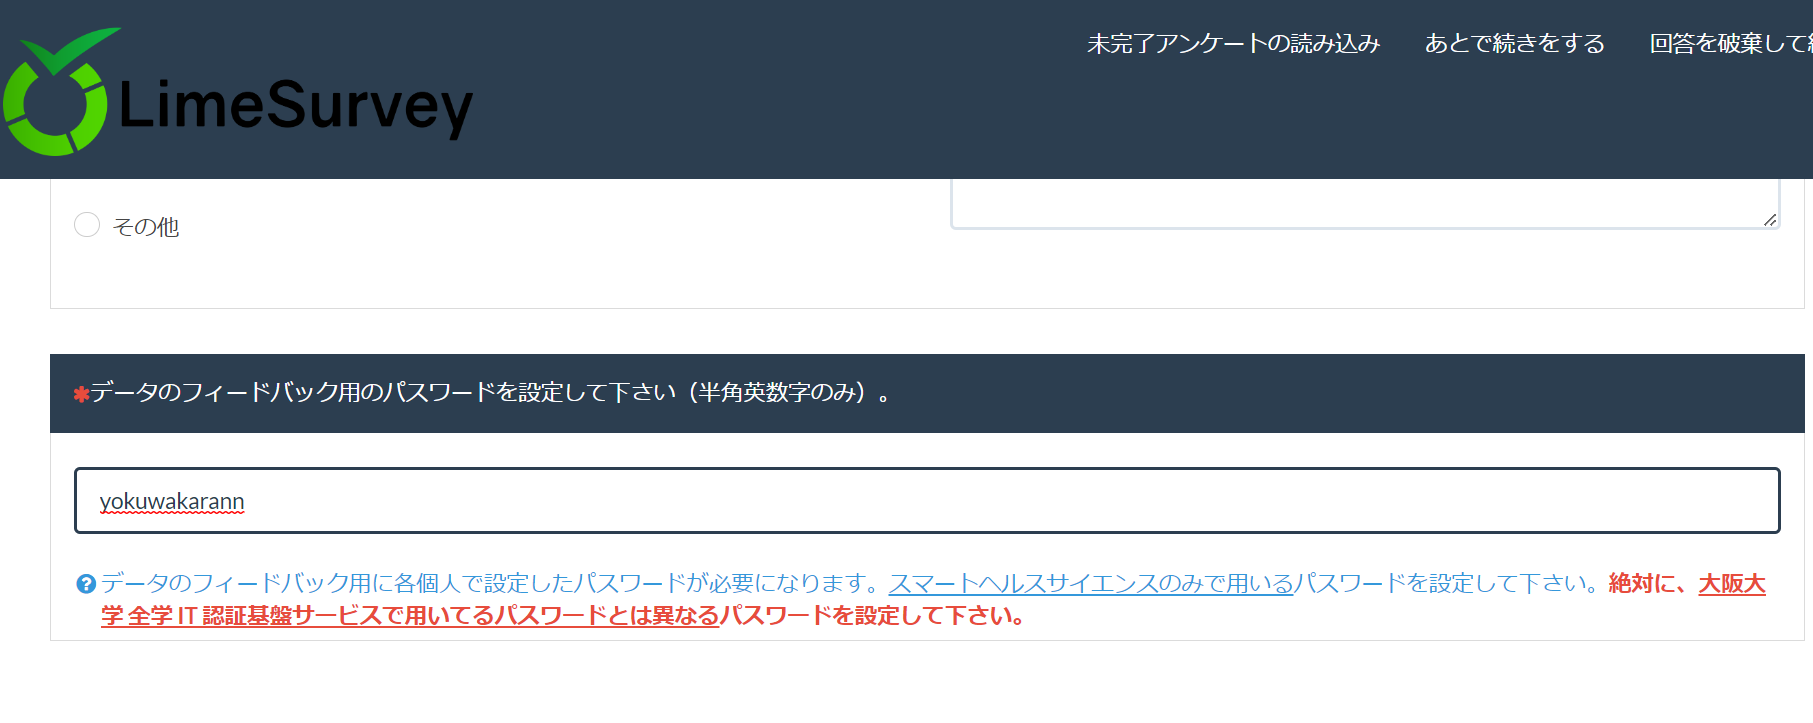 LimeSurvey
未完了アンケートの読み込み あとで続きをする 回答を破棄して
その他
✱データのフィードバック用のパスワードを設定して下さい（半角英数字のみ）。
yokuwakarann
データのフィードバック用に各個人で設定したパスワードが必要になります。スマートヘルスサイエンスのみで用いるパスワードを設定して下さい。絶対に、大阪大
学 全学 IT 認証基盤サービスで用いてるパスワードとは異なるパスワードを設定して下さい。